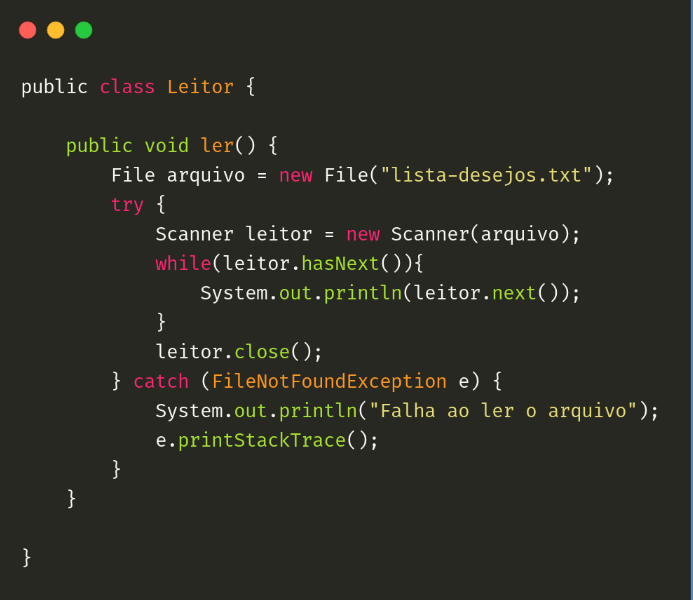 public class Leitor {
public void ler() {
File arquivo = new File("lista-desejos.txt");
try {
Scanner leitor = new Scanner(arquivo);
while(leitor.hasNext()){
System.out.println(leitor.next());
}
leitor.close();
} catch (FileNotFoundException e) {
System.out.println("Falha ao ler o arquivo");
e.printStackTrace();
}
}
}